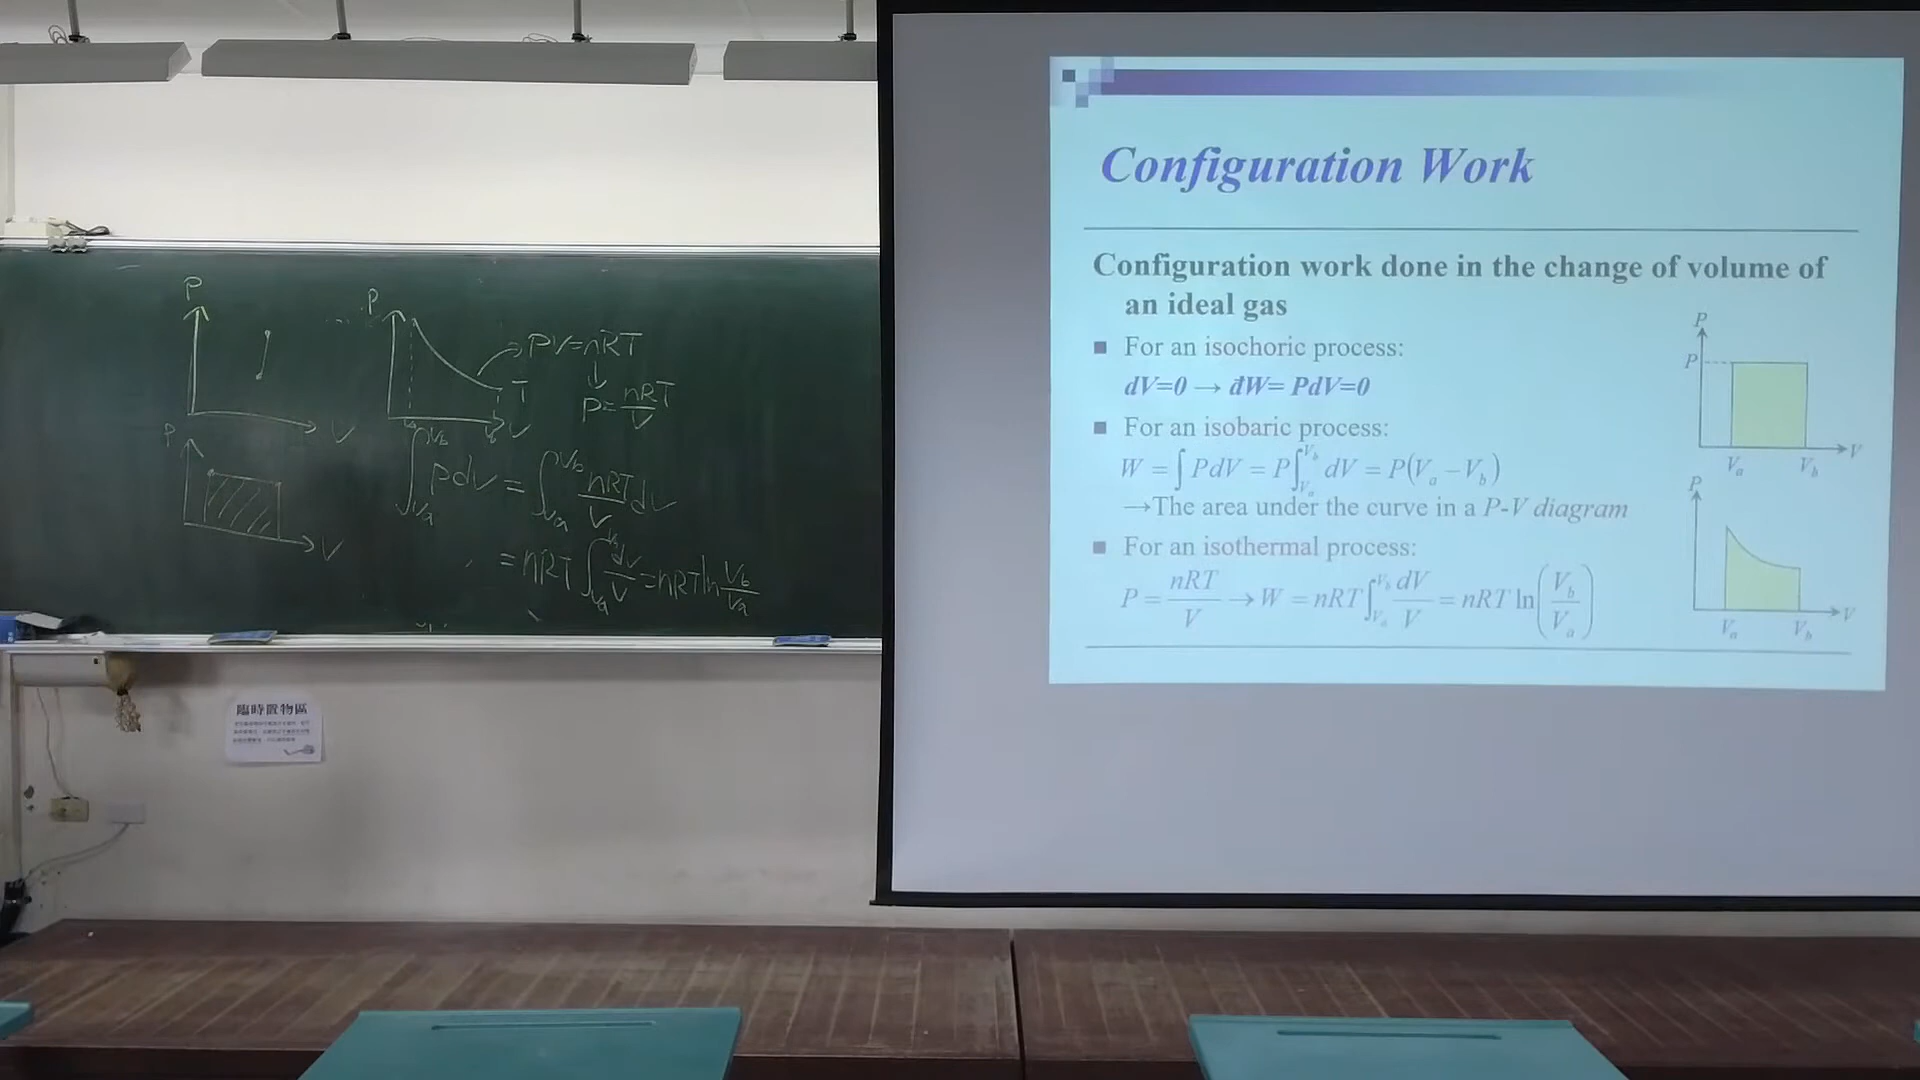 P
V
P
PV=nRT
↓
P=nRT/V
T
V
P
V
∫_{Va}^{Vb} PdV = ∫_{Va}^{Vb} nRT/V dV
= nRT ∫_{Va}^{Vb} dV/V = nRT ln Vb/Va
臨時置物區
Configuration Work
Configuration work done in the change of volume of
an ideal gas
■ For an isochoric process:
dV=0 → đW= PdV=0
■ For an isobaric process:
W = ∫ PdV = P∫_{Va}^{Vb} dV = P(Va − Vb)
→The area under the curve in a P-V diagram
■ For an isothermal process:
P = nRT/V → W = nRT∫_{Va}^{Vb} dV/V = nRT ln(Vb/Va)
P
P
Va Vb V
P
Va Vb V